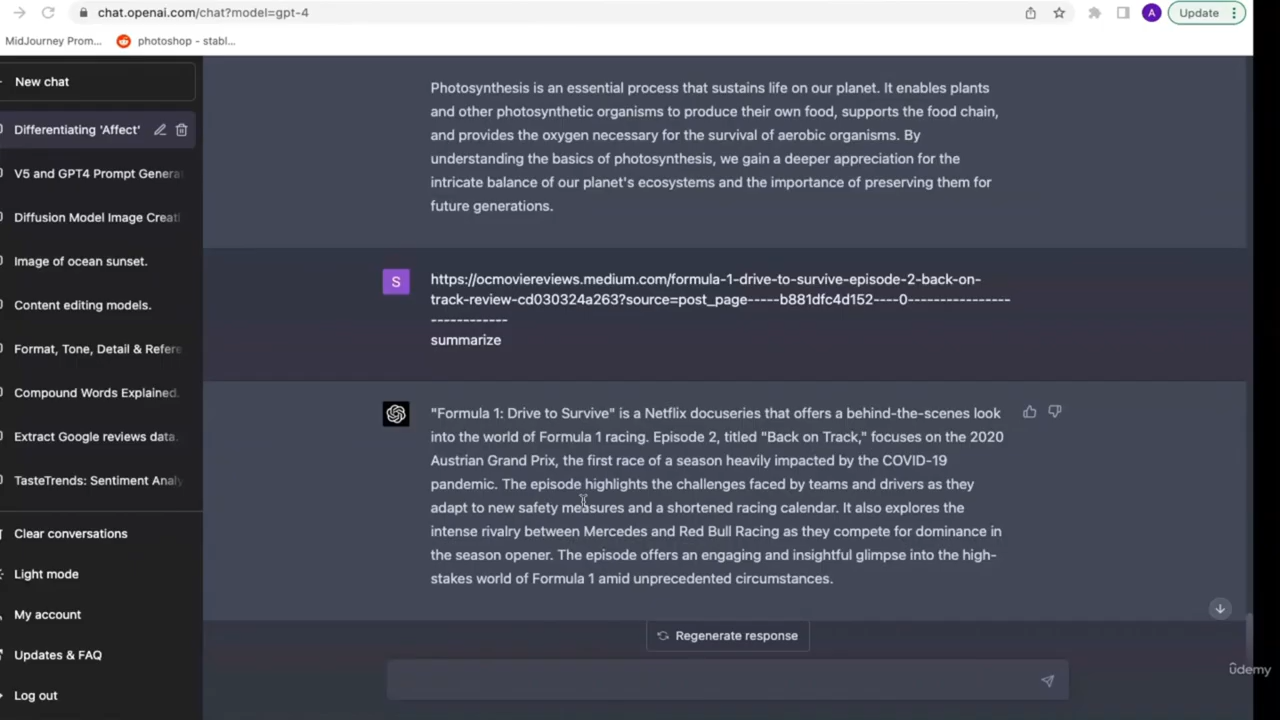 chat.openai.com/chat?model=gpt-4
A
Update
MidJourney Prom...
photoshop - stabl...
New chat
Differentiating 'Affect'
V5 and GPT4 Prompt Genera
Diffusion Model Image Creati
Image of ocean sunset.
Content editing models.
Format, Tone, Detail & Refere
Compound Words Explained.
Extract Google reviews data.
TasteTrends: Sentiment Analy
Clear conversations
Light mode
My account
Updates & FAQ
Log out
Photosynthesis is an essential process that sustains life on our planet. It enables plants
and other photosynthetic organisms to produce their own food, supports the food chain,
and provides the oxygen necessary for the survival of aerobic organisms. By
understanding the basics of photosynthesis, we gain a deeper appreciation for the
intricate balance of our planet's ecosystems and the importance of preserving them for
future generations.
S
https://ocmoviereviews.medium.com/formula-1-drive-to-survive-episode-2-back-on-
track-review-cd030324a263?source=post_page-----b881dfc4d152----0-----------------
-------------
summarize
"Formula 1: Drive to Survive" is a Netflix docuseries that offers a behind-the-scenes look
into the world of Formula 1 racing. Episode 2, titled "Back on Track," focuses on the 2020
Austrian Grand Prix, the first race of a season heavily impacted by the COVID-19
pandemic. The episode highlights the challenges faced by teams and drivers as they
adapt to new safety measures and a shortened racing calendar. It also explores the
intense rivalry between Mercedes and Red Bull Racing as they compete for dominance in
the season opener. The episode offers an engaging and insightful glimpse into the high-
stakes world of Formula 1 amid unprecedented circumstances.
Regenerate response
ûdemy